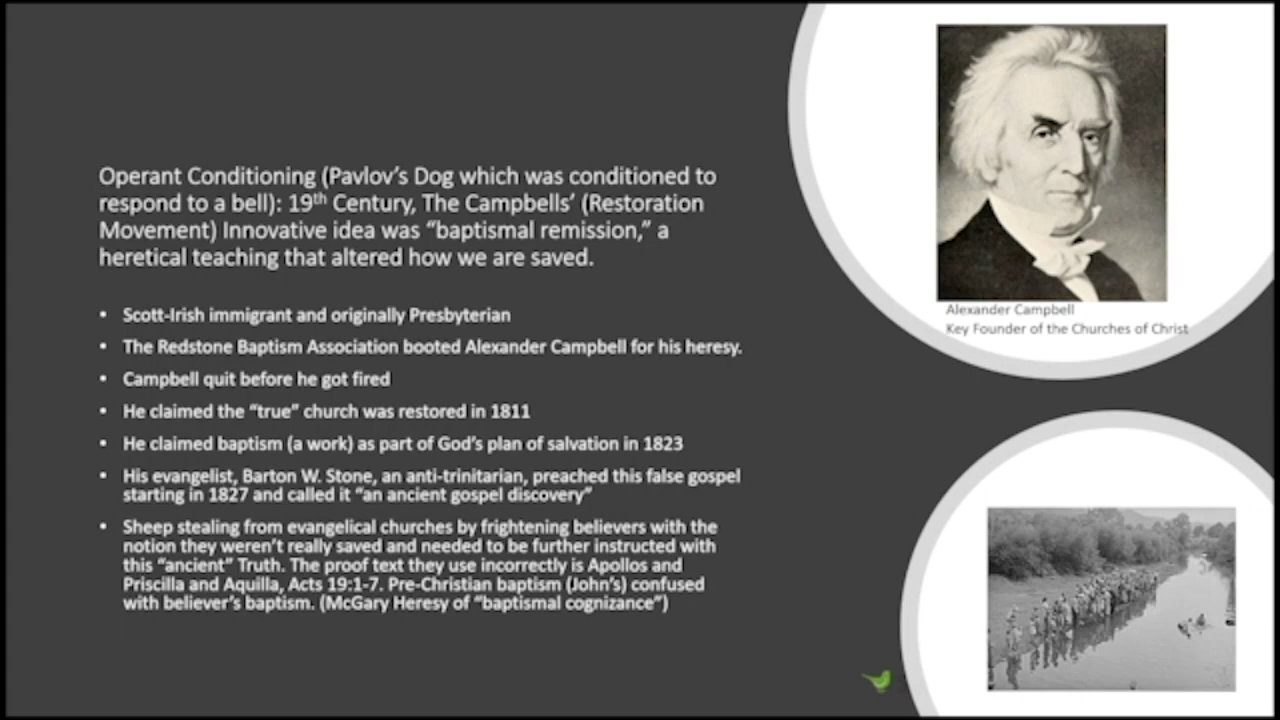 Operant Conditioning (Pavlov's Dog which was conditioned to
respond to a bell): 19th Century, The Campbells' (Restoration
Movement) Innovative idea was “baptismal remission,” a
heretical teaching that altered how we are saved.
• Scott-Irish immigrant and originally Presbyterian
• The Redstone Baptism Association booted Alexander Campbell for his heresy.
• Campbell quit before he got fired
• He claimed the “true” church was restored in 1811
• He claimed baptism (a work) as part of God's plan of salvation in 1823
• His evangelist, Barton W. Stone, an anti-trinitarian, preached this false gospel
starting in 1827 and called it “an ancient gospel discovery”
• Sheep stealing from evangelical churches by frightening believers with the
notion they weren't really saved and needed to be further instructed with
this “ancient” Truth. The proof text they use incorrectly is Apollos and
Priscilla and Aquilla, Acts 19:1-7. Pre-Christian baptism (John's) confused
with believer's baptism. (McGary Heresy of “baptismal cognizance”)
Alexander Campbell
Key Founder of the Churches of Christ